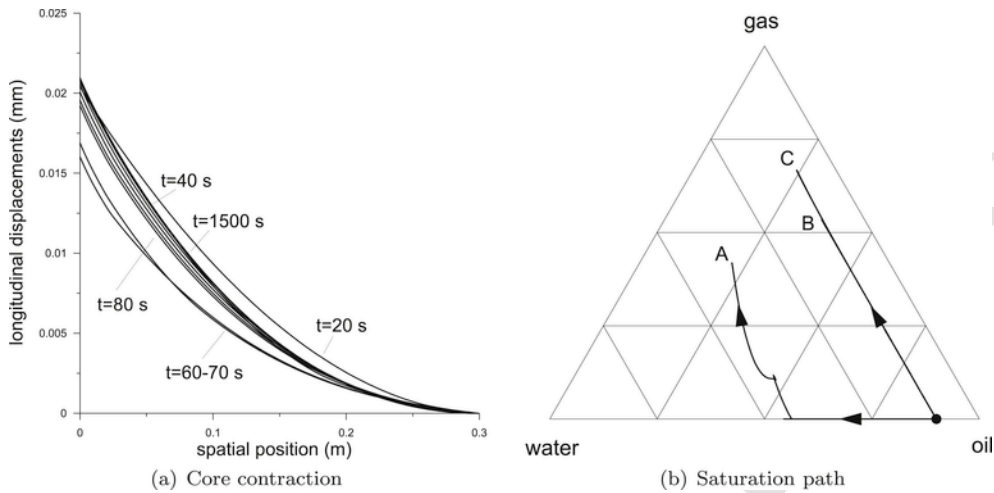 0.025
0.02
0.015
0.01
0.005
0
longitudinal displacements (mm)
t=40 s
t=1500 s
t=80 s
t=20 s
t=60-70 s
0
0.1
0.2
0.3
spatial position (m)
(a) Core contraction
gas
C
B
A
water
oil
(b) Saturation path